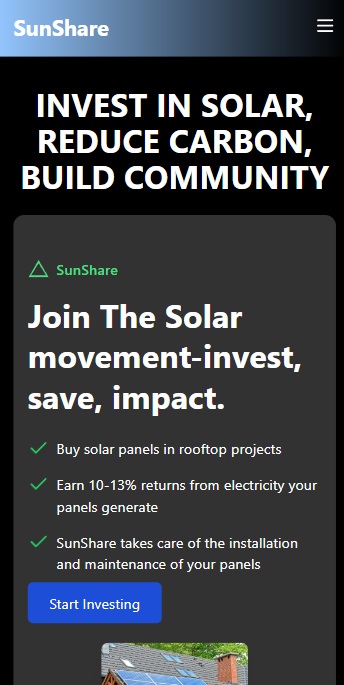 SunShare
INVEST IN SOLAR,
REDUCE CARBON,
BUILD COMMUNITY
SunShare
Join The Solar
movement-invest,
save, impact.
Buy solar panels in rooftop projects
Earn 10-13% returns from electricity your
panels generate
SunShare takes care of the installation
and maintenance of your panels
Start Investing